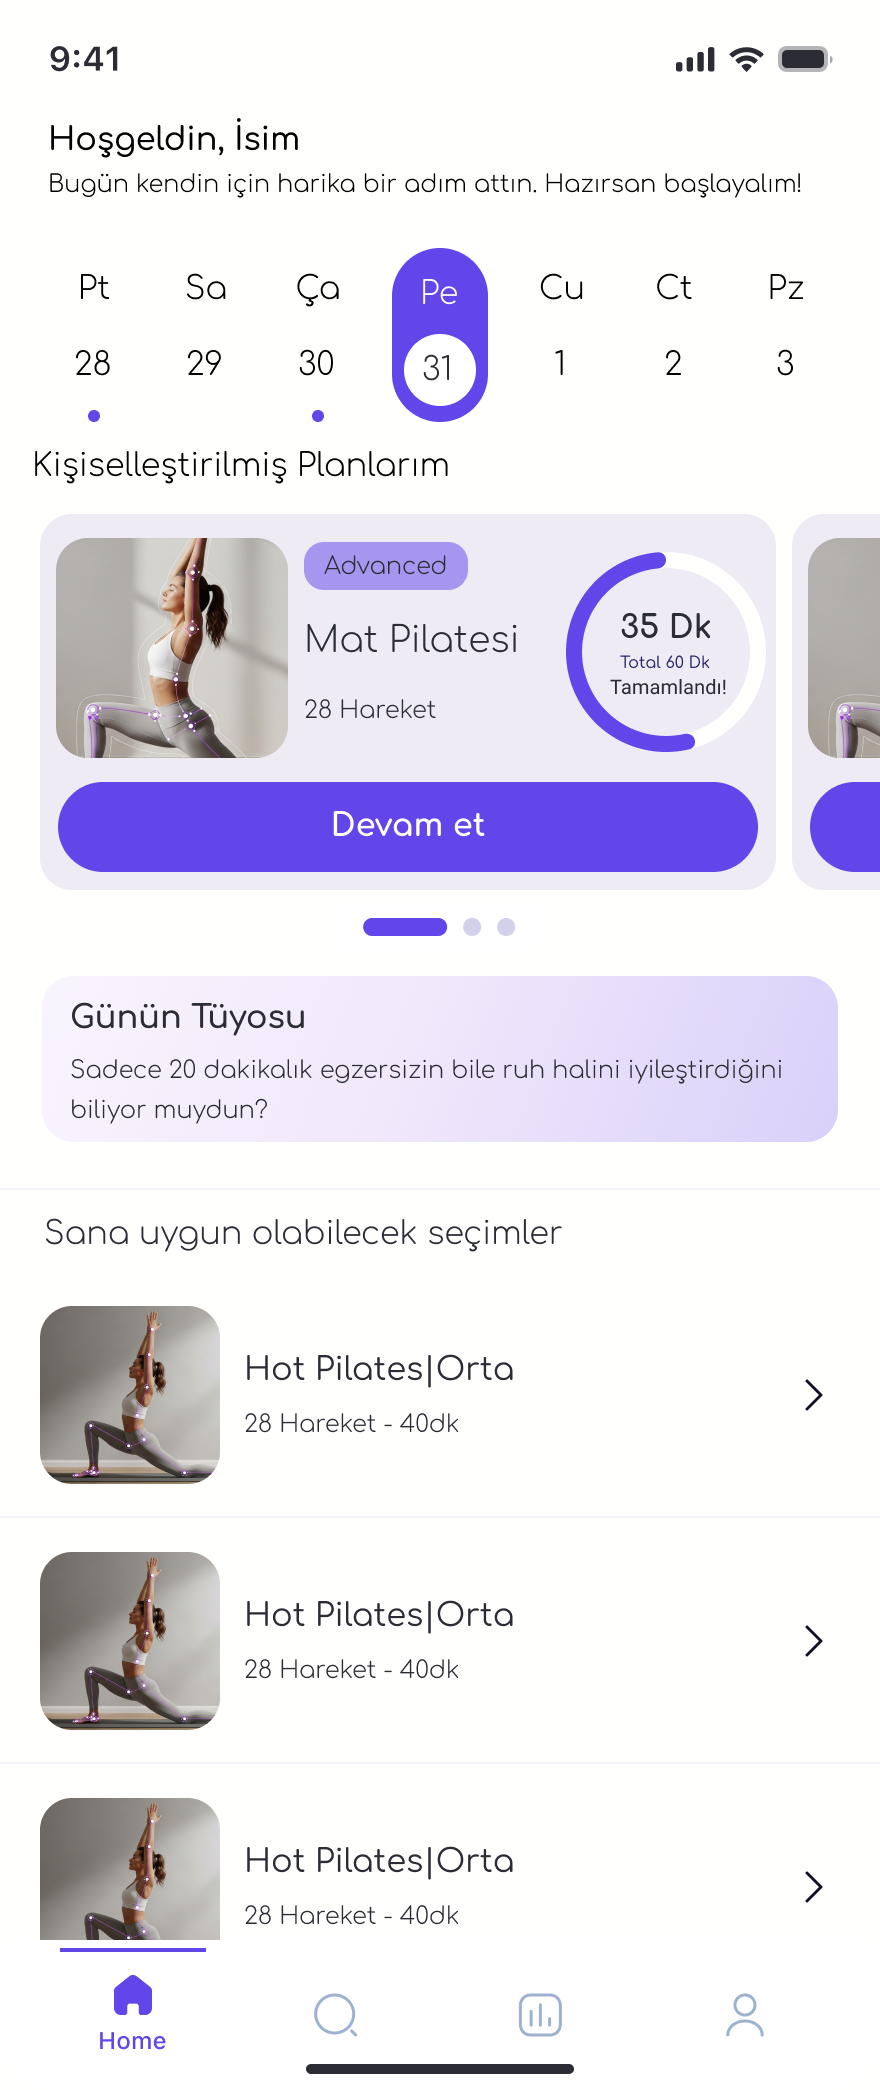 9:41
Hoşgeldin, İsim
Bugün kendin için harika bir adım attın. Hazırsan başlayalım!
Pt Sa Ça Pe Cu Ct Pz
28 29 30 31 1 2 3
Kişiselleştirilmiş Planlarım
Advanced
Mat Pilatesi
28 Hareket
35 Dk
Total 60 Dk
Tamamlandı!
Devam et
Günün Tüyosu
Sadece 20 dakikalık egzersizin bile ruh halini iyileştirdiğini
biliyor muydun?
Sana uygun olabilecek seçimler
Hot Pilates|Orta
28 Hareket - 40dk
Hot Pilates|Orta
28 Hareket - 40dk
Hot Pilates|Orta
28 Hareket - 40dk
Home